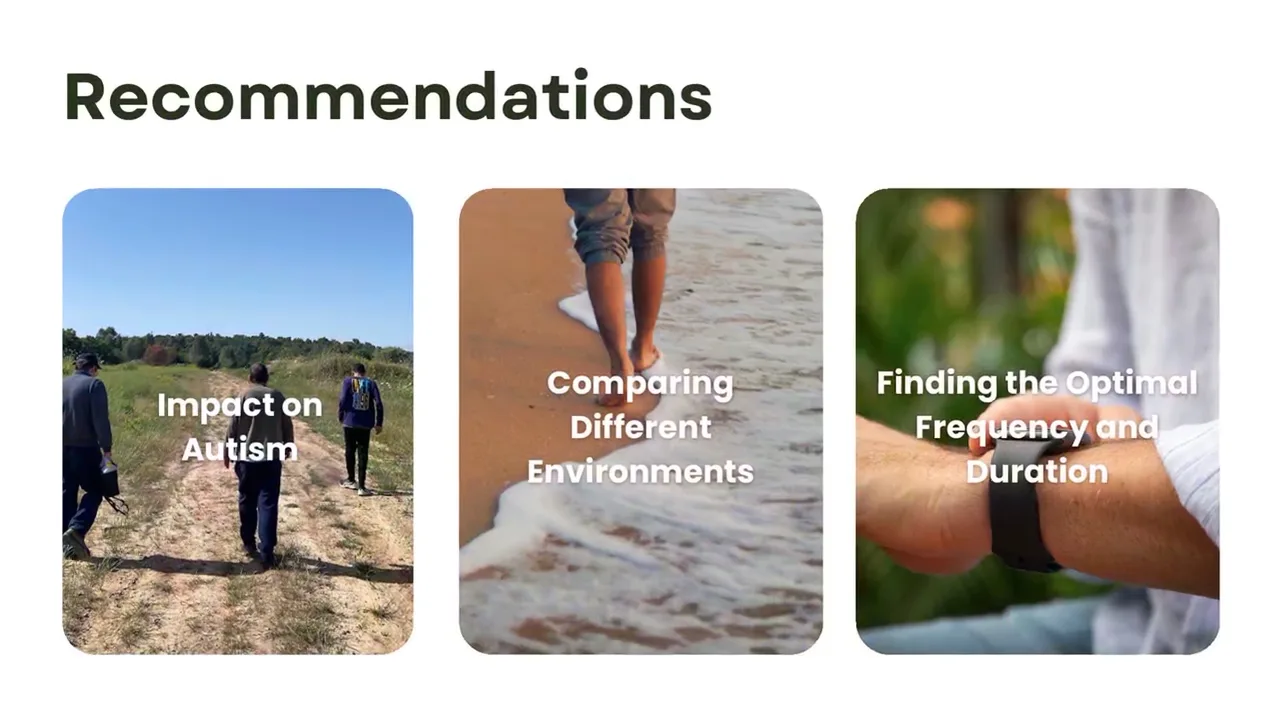 Recommendations
Impact on
Autism
Comparing
Different
Environments
Finding the Optimal
Frequency and
Duration